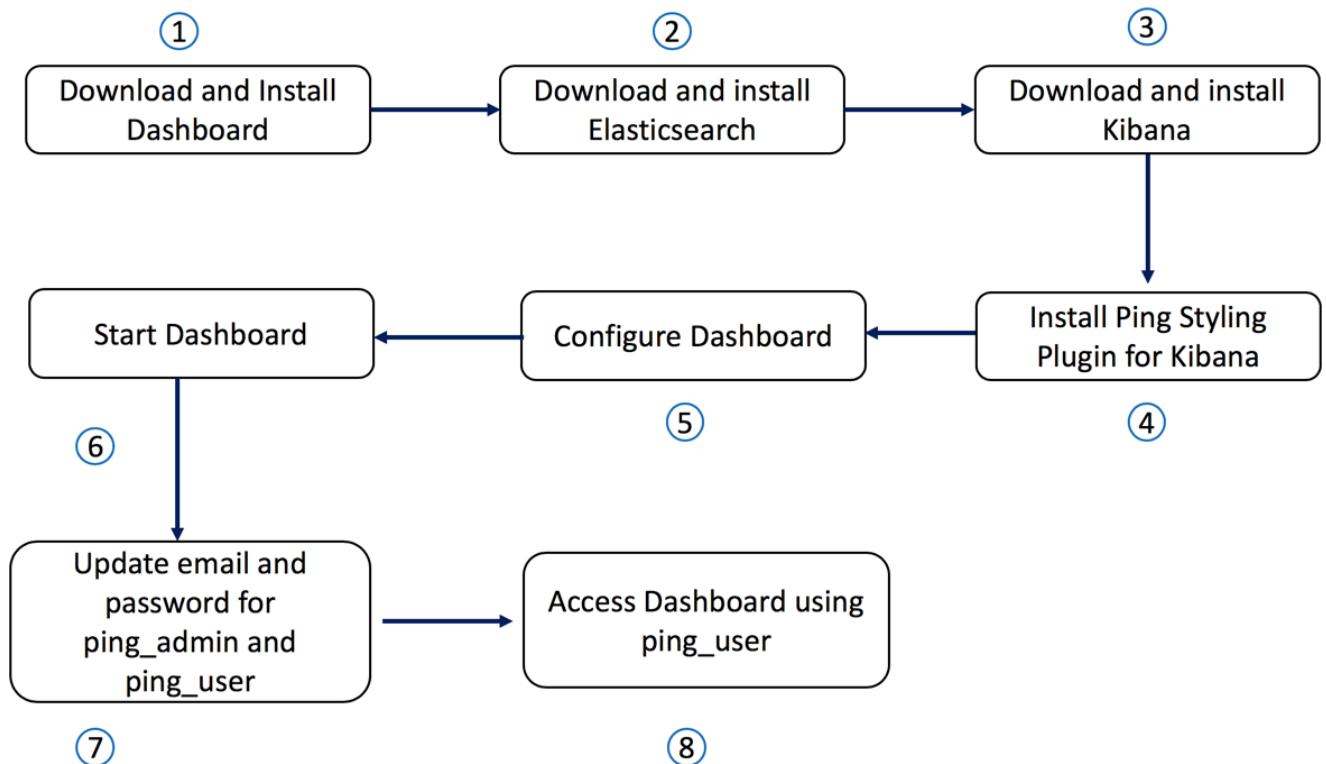 ①
Download and Install
Dashboard
②
Download and install
Elasticsearch
③
Download and install
Kibana
④
Install Ping Styling
Plugin for Kibana
⑤
Configure Dashboard
⑥
Start Dashboard
⑦
Update email and
password for
ping_admin and
ping_user
⑧
Access Dashboard using
ping_user